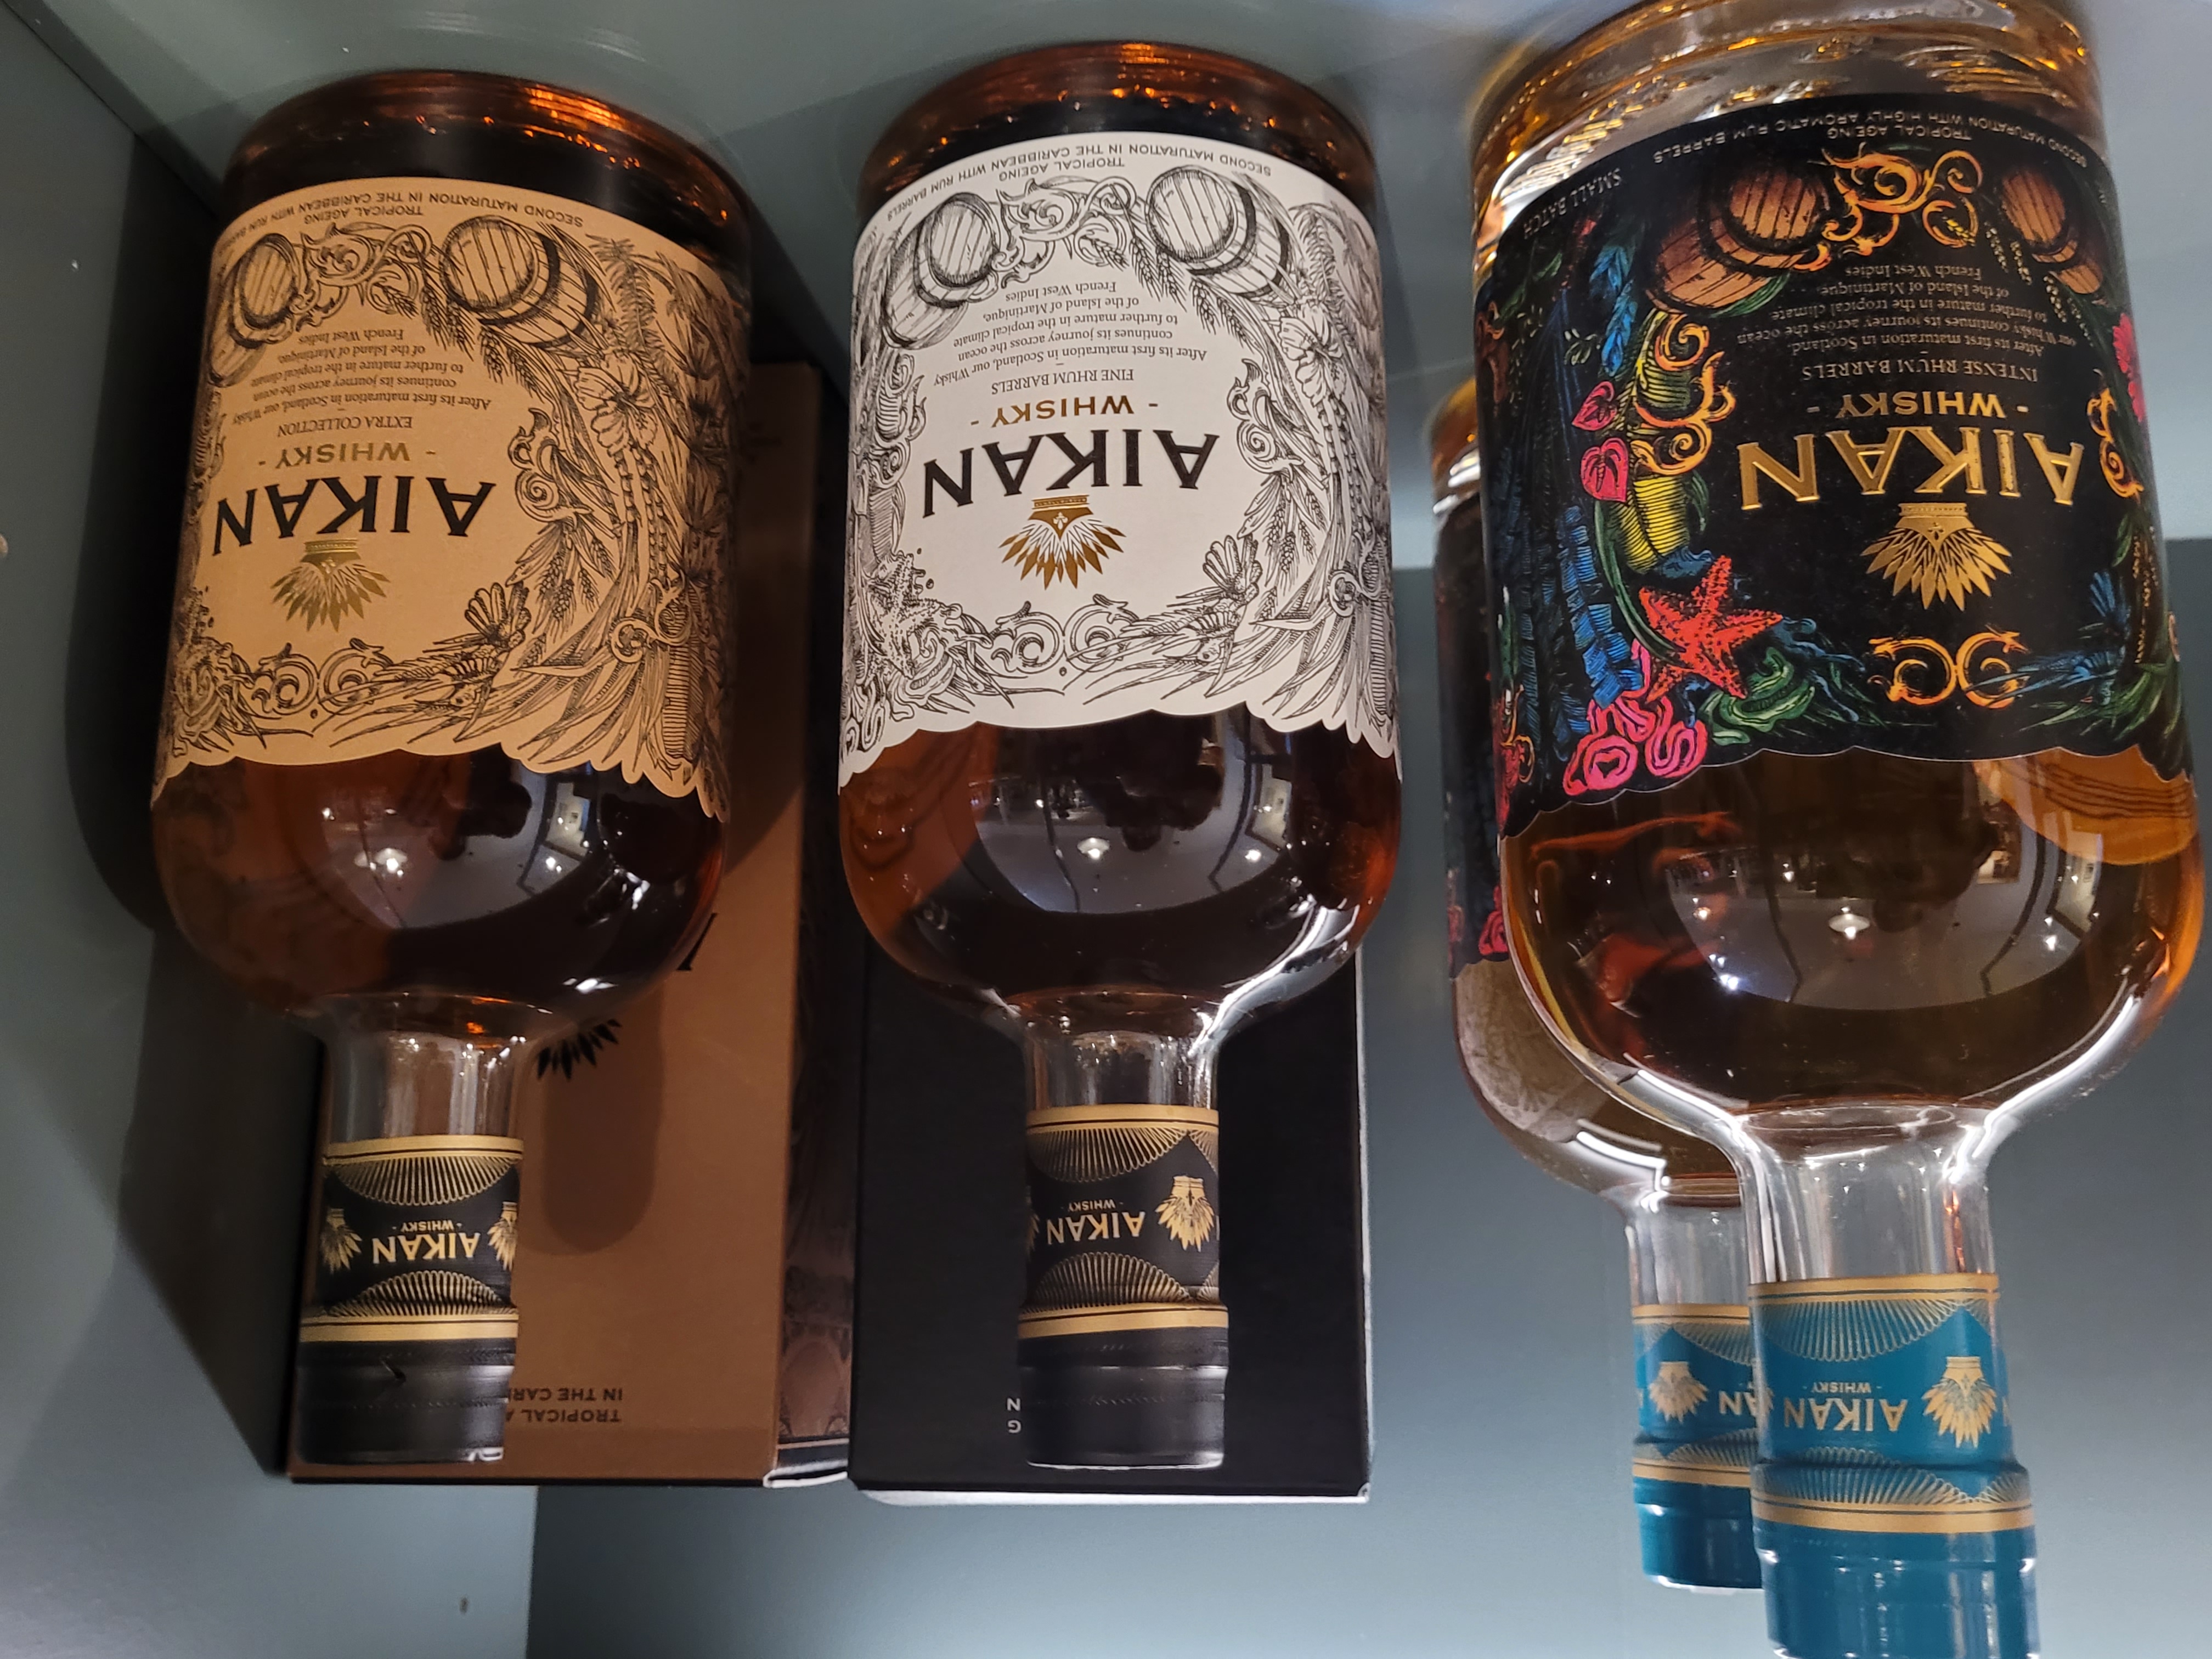 AIKAN
- WHISKY -
AN
AIKAN
- WHISKY -
INTENSE RHUM BARRELS
After its first maturation in Scotland,
our Whisky continues its journey across the ocean
to further mature in the tropical climate
of the Island of Martinique,
French West Indies
SMALL BATCH
TROPICAL AGEING
SECOND MATURATION WITH HIGHLY AROMATIC RUM BARRELS
G
N
AIKAN
- WHISKY -
AIKAN
- WHISKY -
FINE RHUM BARRELS
After its first maturation in Scotland, our Whisky
continues its journey across the ocean
to further mature in the tropical climate
of the Island of Martinique,
French West Indies
TROPICAL AGEING
SECOND MATURATION IN THE CARIBBEAN WITH RUM BARRELS
TROPICAL A
IN THE CAR
AIKAN
- WHISKY -
AIKAN
- WHISKY -
EXTRA COLLECTION
After its first maturation in Scotland, our Whisky
continues its journey across the ocean
to further mature in the tropical climate
of the Island of Martinique,
French West Indies
TROPICAL AGEING
SECOND MATURATION IN THE CARIBBEAN WITH RUM BARR